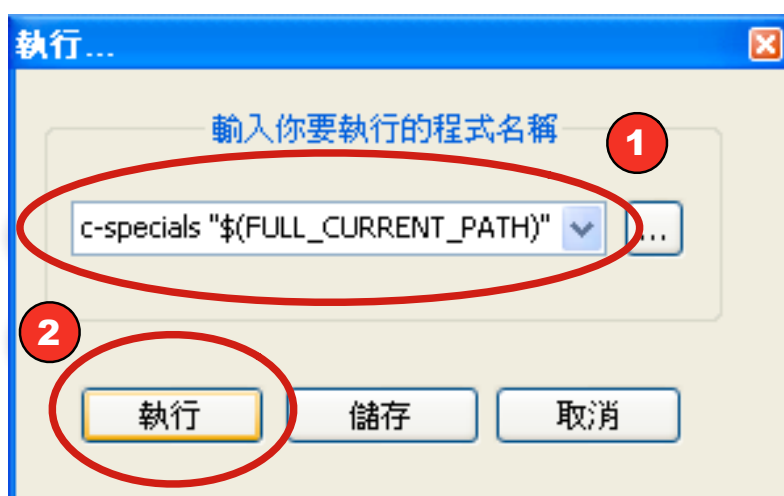 執行...
輸入你要執行的程式名稱
1
c-specials "$(FULL_CURRENT_PATH)"
...
2
執行
儲存
取消